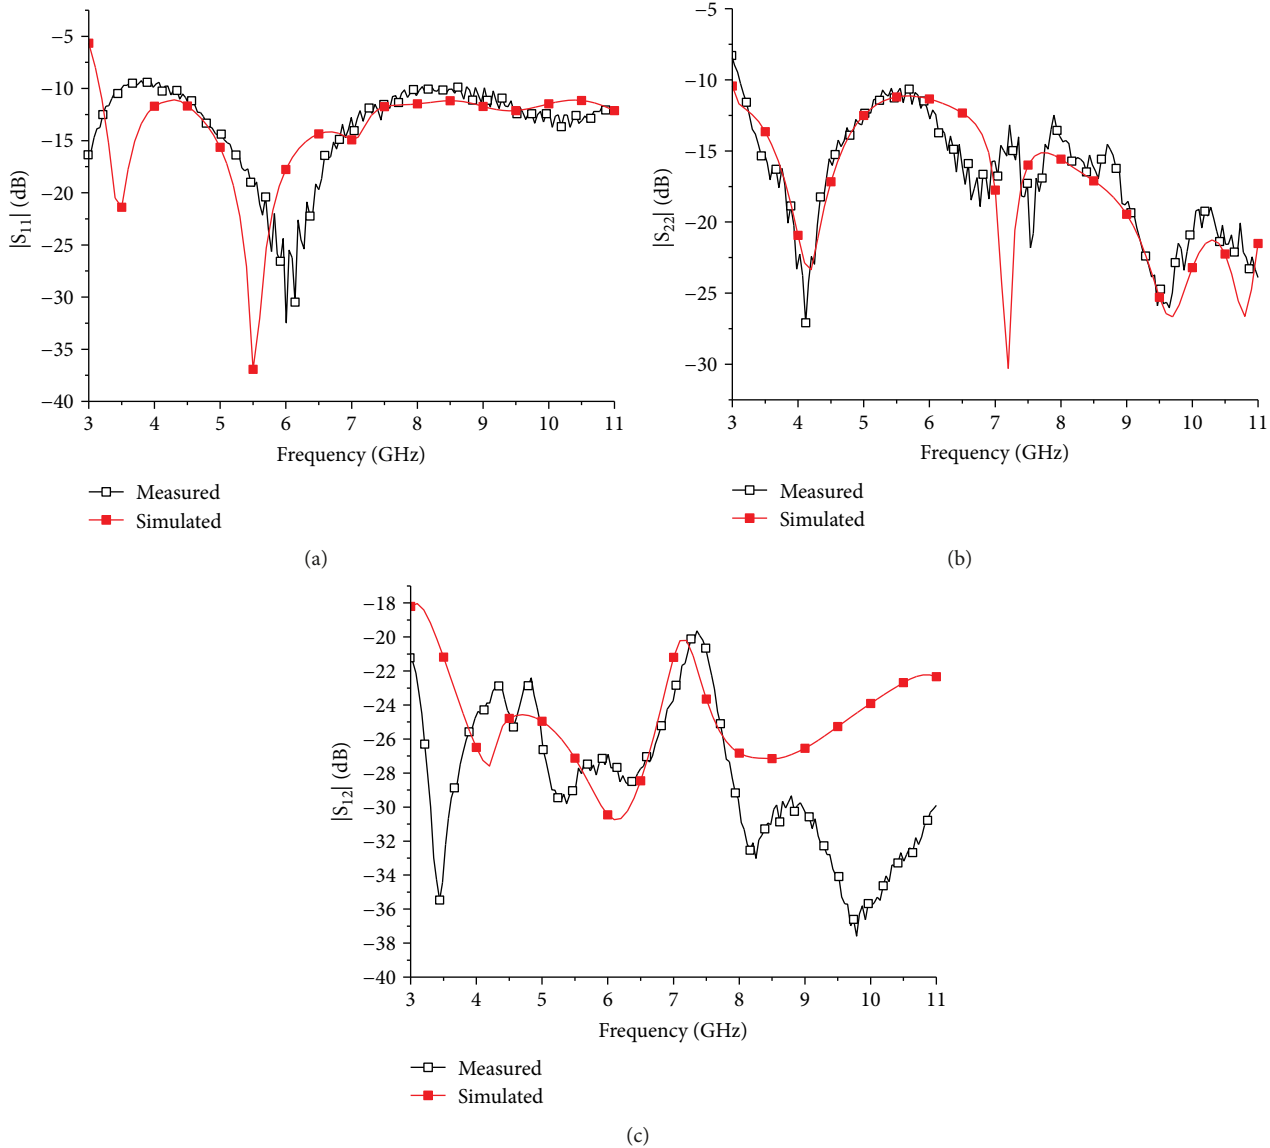 −5
−10
−15
−20
−25
−30
−35
−40
|S11| (dB)
3 4 5 6 7 8 9 10 11
Frequency (GHz)
Measured
Simulated
(a)
−5
−10
−15
−20
−25
−30
|S22| (dB)
3 4 5 6 7 8 9 10 11
Frequency (GHz)
Measured
Simulated
(b)
−18
−20
−22
−24
−26
−28
−30
−32
−34
−36
−38
−40
|S12| (dB)
3 4 5 6 7 8 9 10 11
Frequency (GHz)
Measured
Simulated
(c)